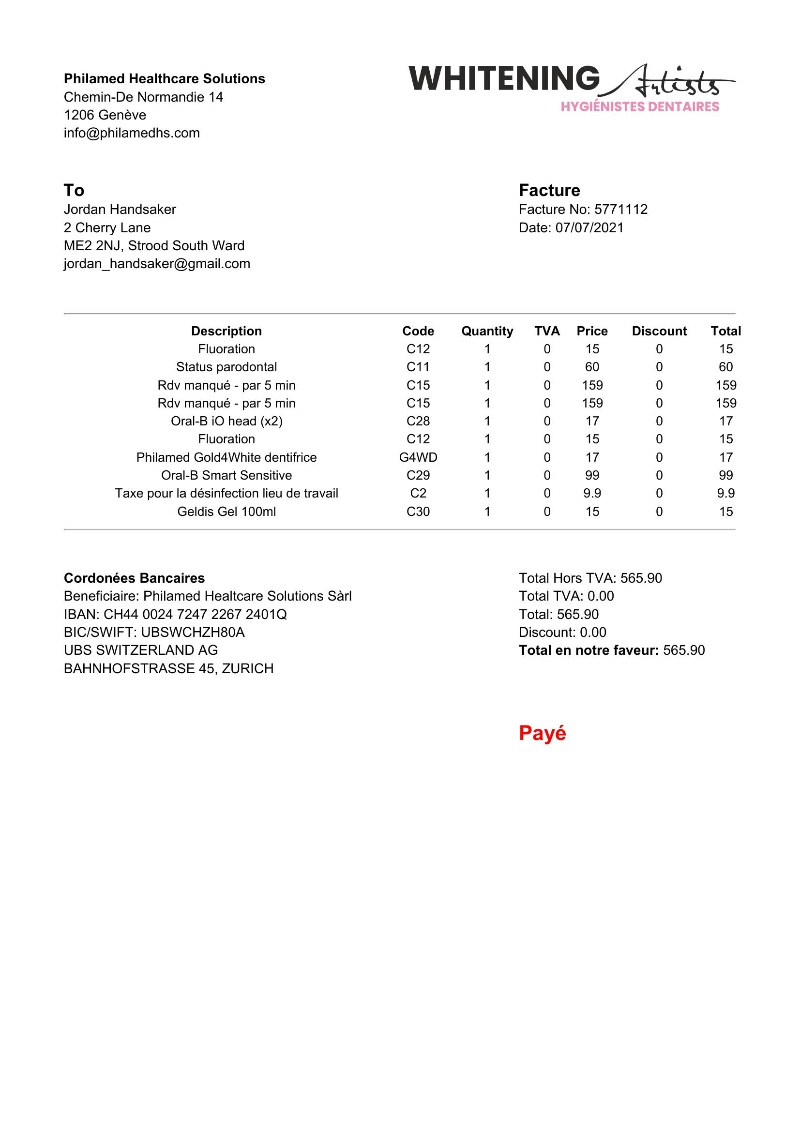 Philamed Healthcare Solutions
Chemin-De Normandie 14
1206 Genève
info@philamedhs.com
WHITENING Artists
HYGIÉNISTES DENTAIRES
To
Jordan Handsaker
2 Cherry Lane
ME2 2NJ, Strood South Ward
jordan_handsaker@gmail.com
Facture
Facture No: 5771112
Date: 07/07/2021
Description Code Quantity TVA Price Discount Total
Fluoration C12 1 0 15 0 15
Status parodontal C11 1 0 60 0 60
Rdv manqué - par 5 min C15 1 0 159 0 159
Rdv manqué - par 5 min C15 1 0 159 0 159
Oral-B iO head (x2) C28 1 0 17 0 17
Fluoration C12 1 0 15 0 15
Philamed Gold4White dentifrice G4WD 1 0 17 0 17
Oral-B Smart Sensitive C29 1 0 99 0 99
Taxe pour la désinfection lieu de travail C2 1 0 9.9 0 9.9
Geldis Gel 100ml C30 1 0 15 0 15
Cordonées Bancaires
Beneficiaire: Philamed Healtcare Solutions Sàrl
IBAN: CH44 0024 7247 2267 2401Q
BIC/SWIFT: UBSWCHZH80A
UBS SWITZERLAND AG
BAHNHOFSTRASSE 45, ZURICH
Total Hors TVA: 565.90
Total TVA: 0.00
Total: 565.90
Discount: 0.00
Total en notre faveur: 565.90
Payé